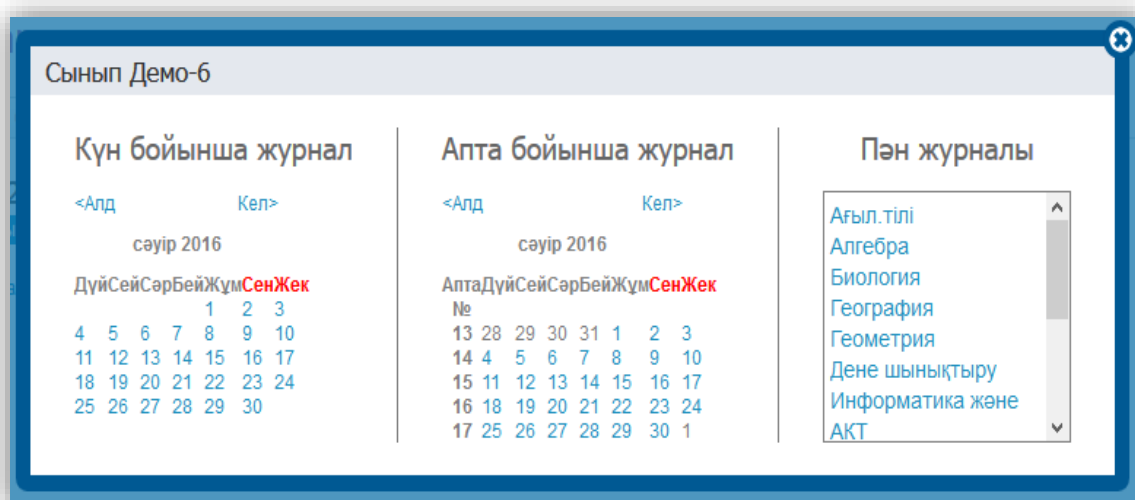 Сынып Демо-6
Күн бойынша журнал
<Алд Кел>
сәуір 2016
ДүйСейСәрБейЖұмСенЖек
1 2 3
4 5 6 7 8 9 10
11 12 13 14 15 16 17
18 19 20 21 22 23 24
25 26 27 28 29 30
Апта бойынша журнал
<Алд Кел>
сәуір 2016
АптаДүйСейСәрБейЖұмСенЖек
№
13 28 29 30 31 1 2 3
14 4 5 6 7 8 9 10
15 11 12 13 14 15 16 17
16 18 19 20 21 22 23 24
17 25 26 27 28 29 30 1
Пән журналы
Ағыл.тілі
Алгебра
Биология
География
Геометрия
Дене шынықтыру
Информатика және
АКТ